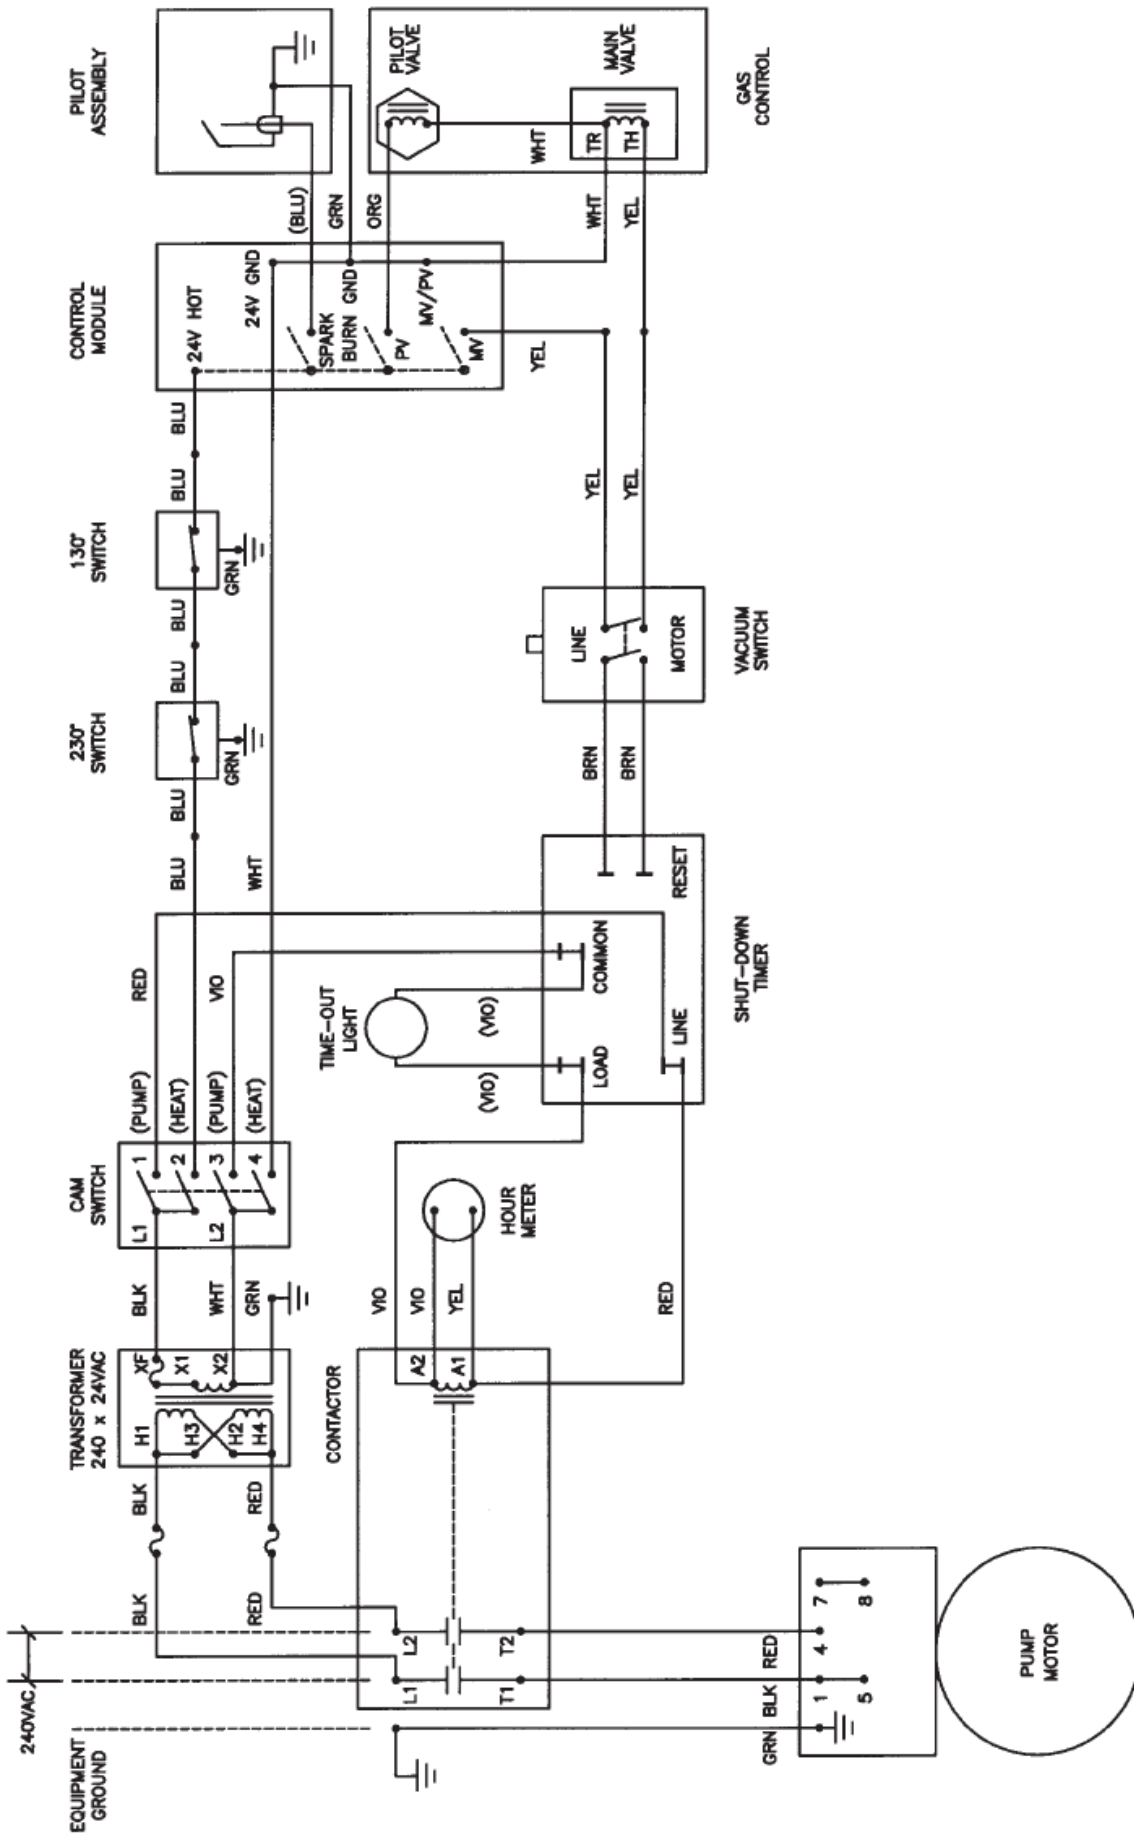 PILOT
ASSEMBLY
PILOT
VALVE
MAIN
VALVE
GAS
CONTROL
WHT
TR
TH
(BLU)
GRN
ORG
WHT
YEL
CONTROL
MODULE
24V HOT
24V GND
SPARK
BURN GND
PV
MV/PV
MV
YEL
BLU
BLU
130°
SWITCH
GRN
BLU
BLU
230°
SWITCH
GRN
BLU
BLU
WHT
YEL
YEL
LINE
MOTOR
VACUUM
SWITCH
BRN
BRN
RESET
COMMON
LOAD
LINE
SHUT-DOWN
TIMER
RED
VIO
TIME-OUT
LIGHT
(VIO)
(VIO)
(PUMP)
(HEAT)
(PUMP)
(HEAT)
CAM
SWITCH
L1
1
2
L2
3
4
HOUR
METER
BLK
WHT
GRN
VIO
VIO
YEL
RED
TRANSFORMER
240 x 24VAC
XF
X1
X2
H1
H3
H2
H4
CONTACTOR
A2
A1
BLK
RED
BLK
RED
L2
L1
T2
T1
240VAC
EQUIPMENT
GROUND
RED
BLK
GRN
7
8
4
1
5
PUMP
MOTOR